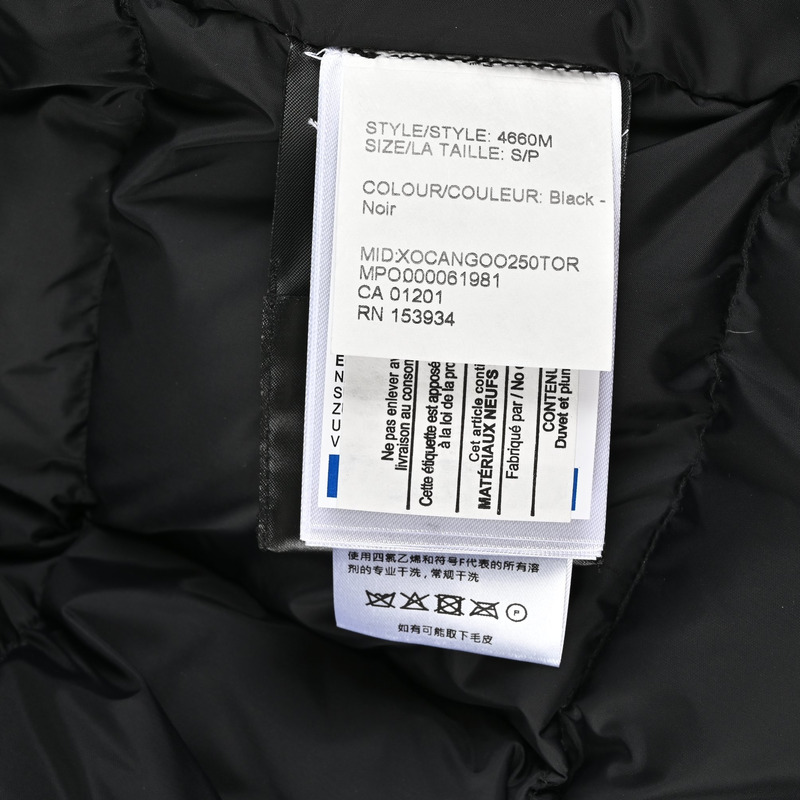 STYLE/STYLE: 4660M
SIZE/LA TAILLE: S/P
COLOUR/COULEUR: Black -
Noir
MID:XOCANGOO250TOR
MPO000061981
CA 01201
RN 153934
E
N
S
Z
U
V
Ne pas enlever av
livraison au conson
Cette étiquette est apposé
à la loi de la pro
Cet article conti
MATÉRIAUX NEUFS
Fabriqué par / No d
CONTENU
Duvet et plum
使用四氯乙烯和符号F代表的所有溶
剂的专业干洗, 常规干洗
P
如有可能取下毛皮